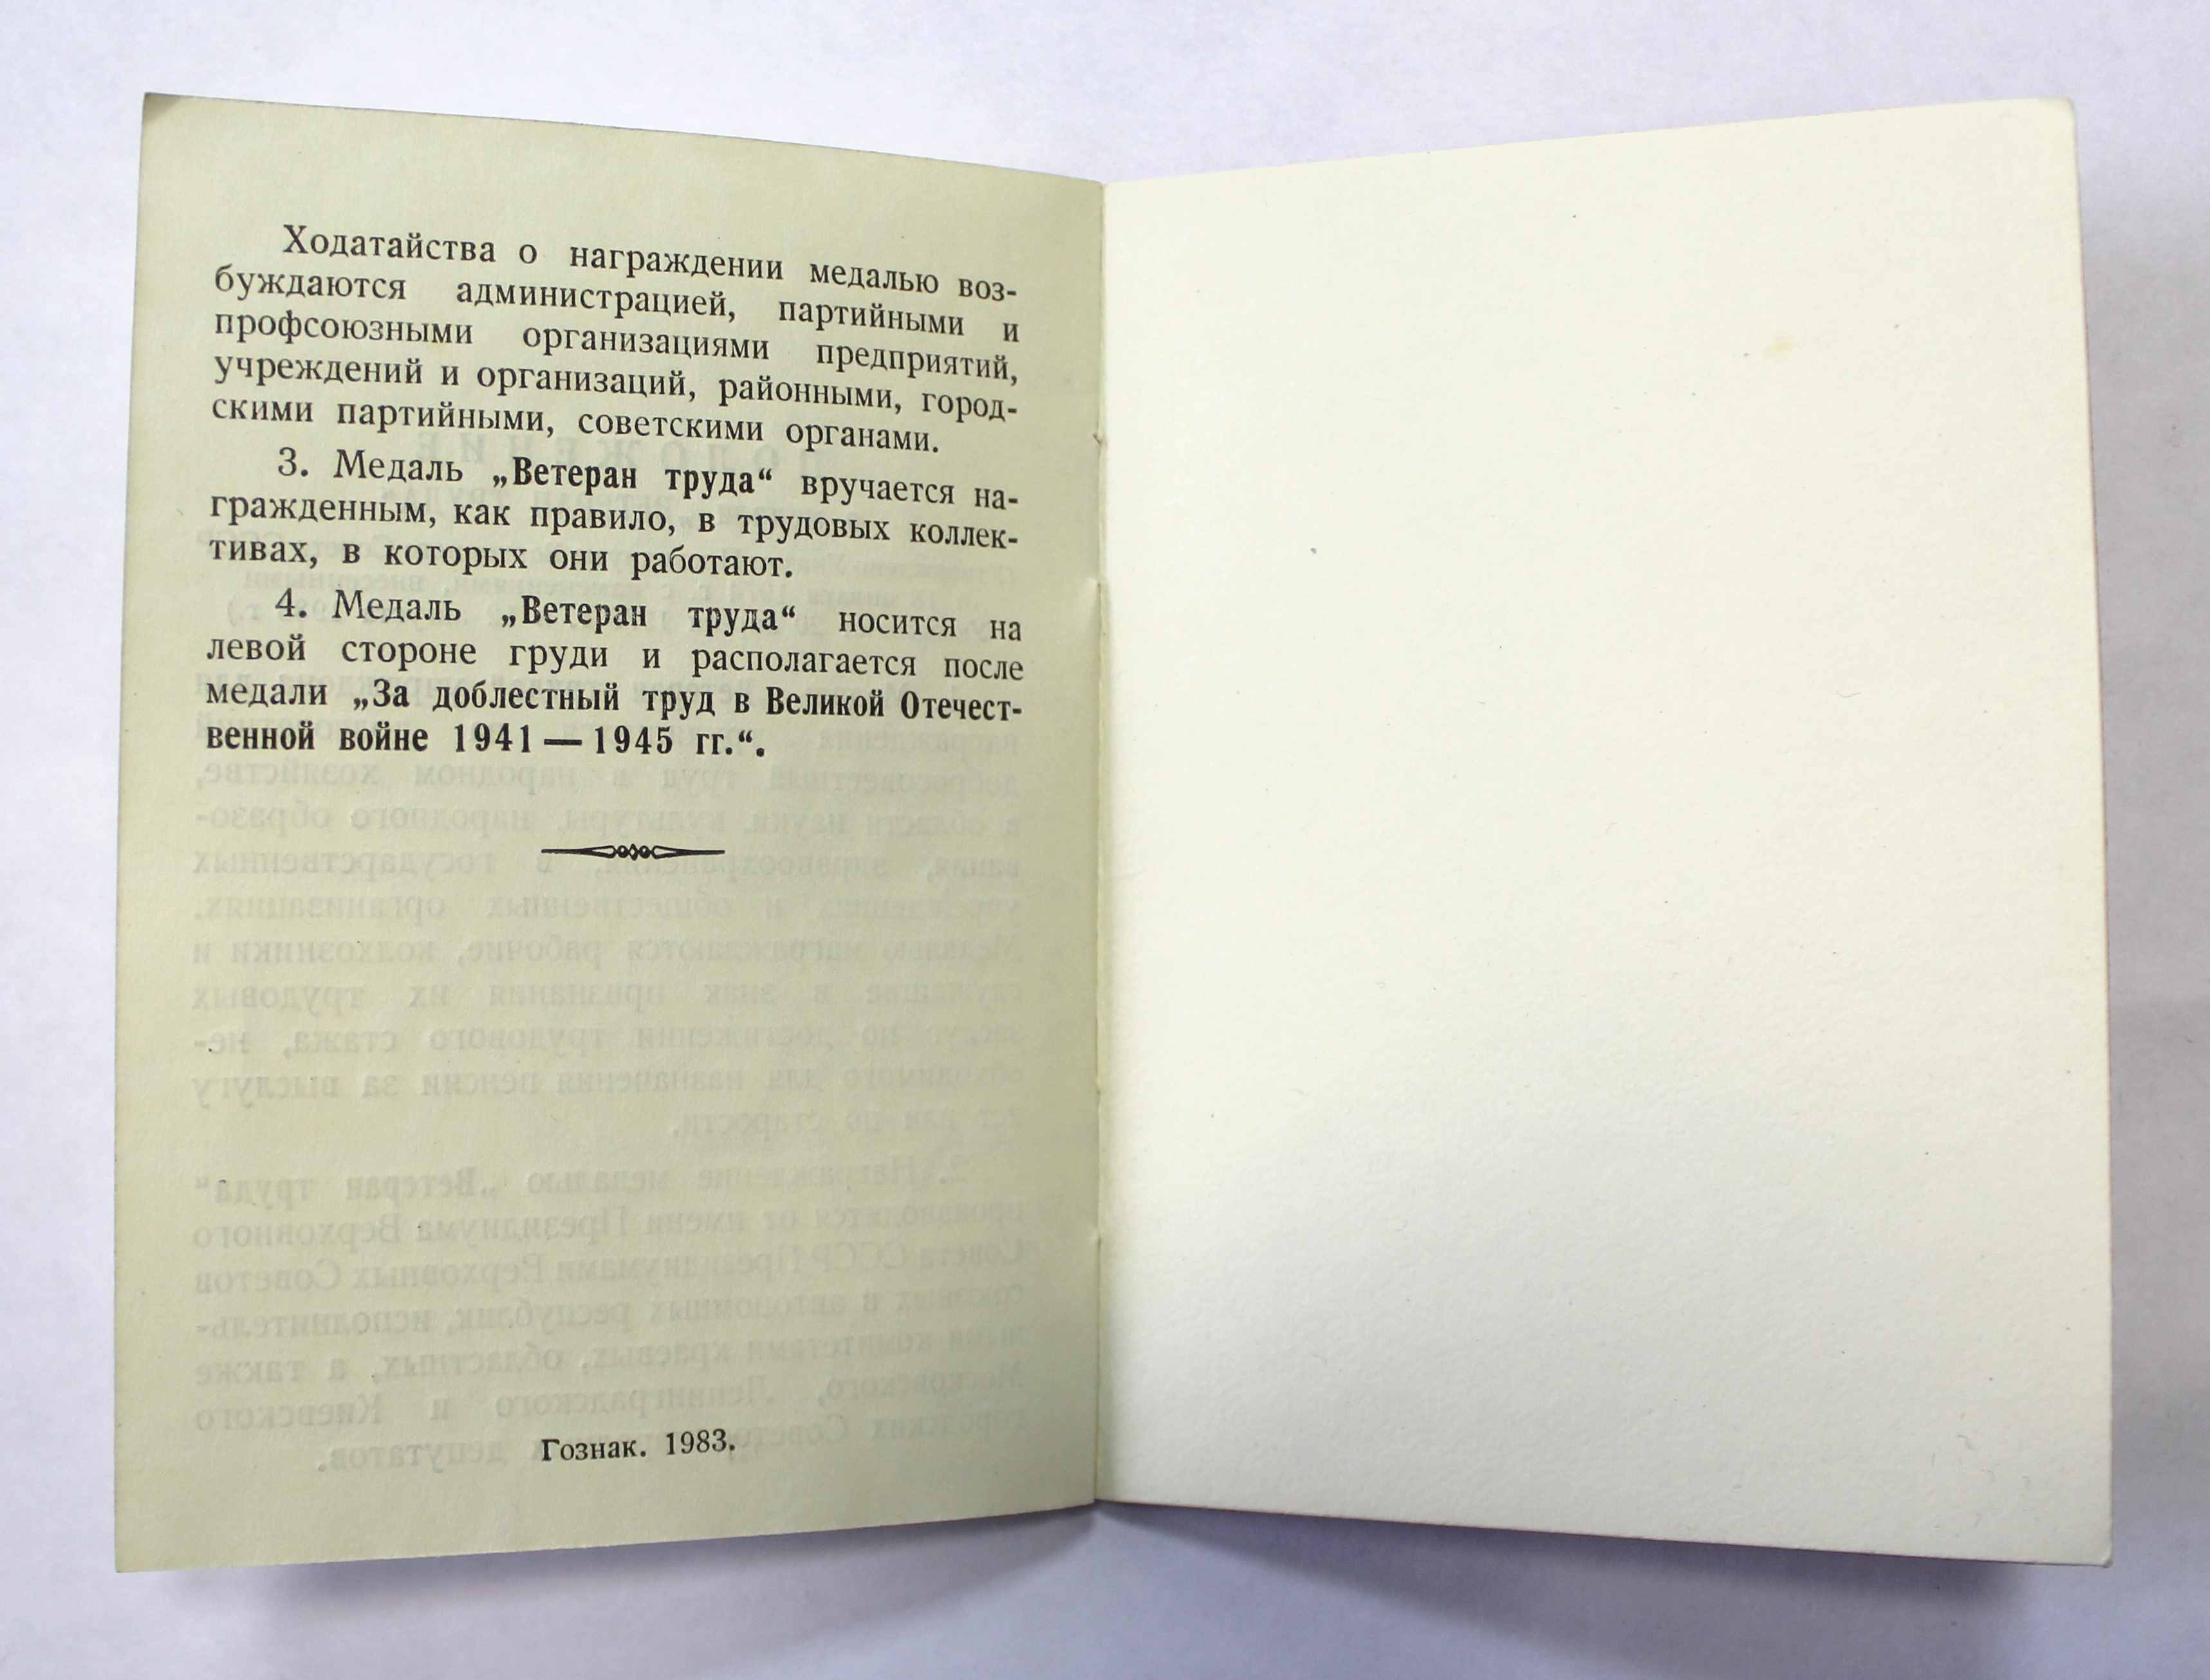 Ходатайства о награждении медалью воз-
буждаются администрацией, партийными и
профсоюзными организациями предприятий,
учреждений и организаций, районными, город-
скими партийными, советскими органами.
3. Медаль „Ветеран труда“ вручается на-
гражденным, как правило, в трудовых коллек-
тивах, в которых они работают.
4. Медаль „Ветеран труда“ носится на
левой стороне груди и располагается после
медали „За доблестный труд в Великой Отечест-
венной войне 1941 — 1945 гг.“.
Гознак. 1983.